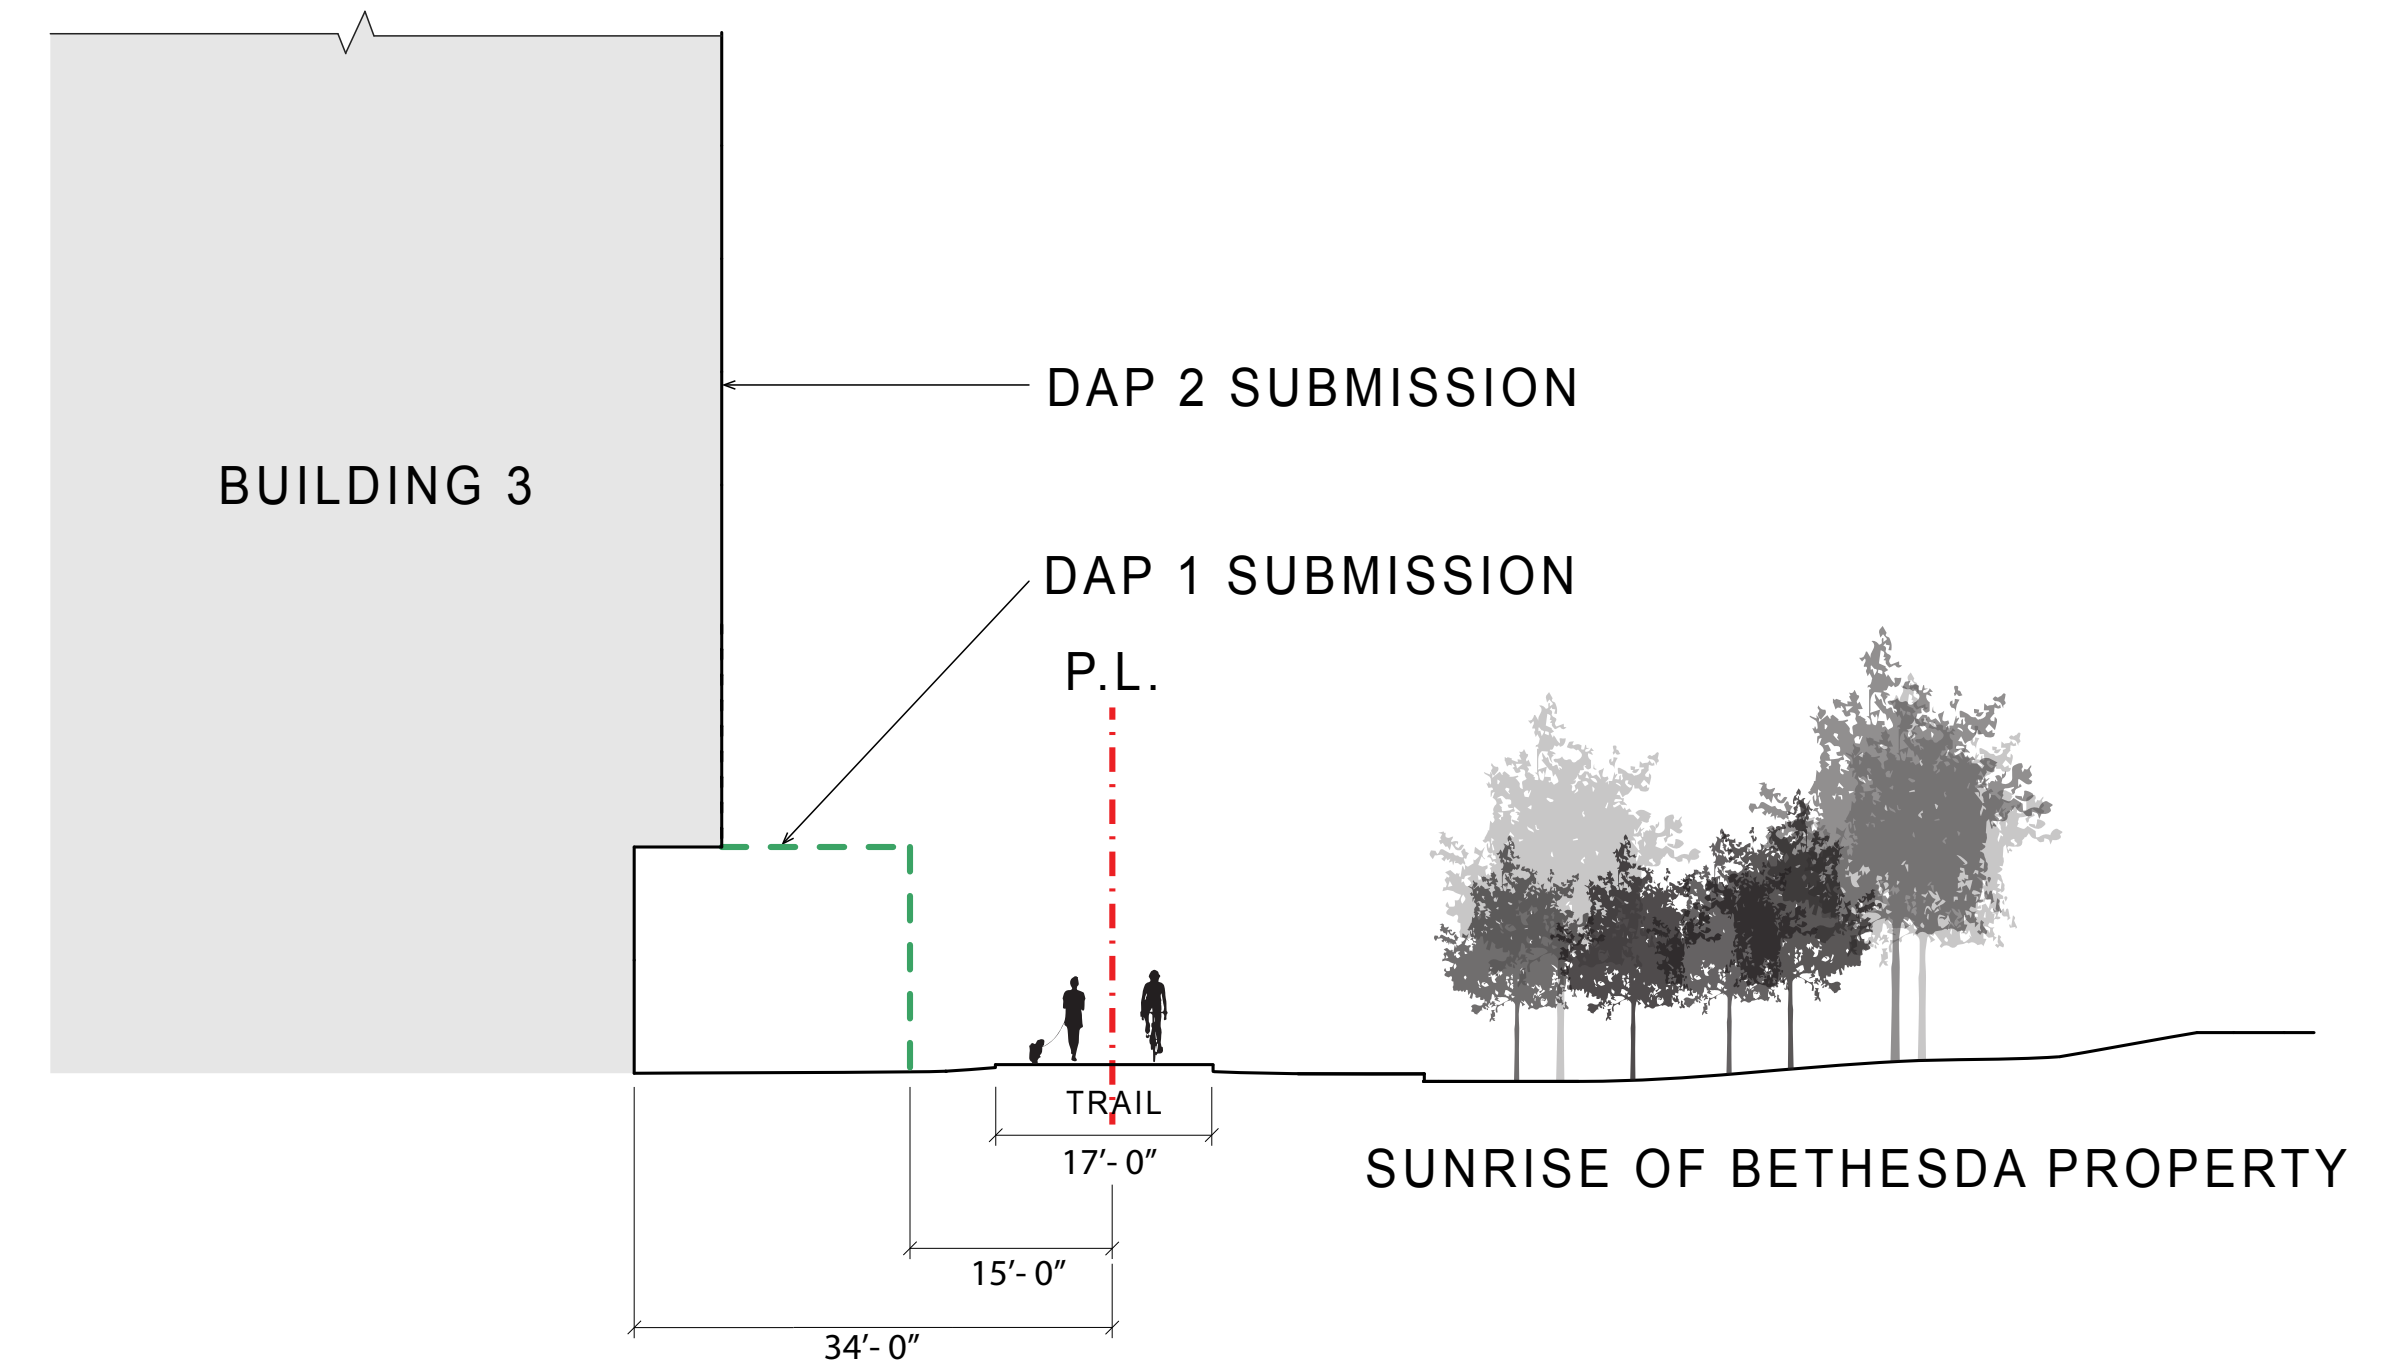 DAP 2 SUBMISSION
BUILDING 3
DAP 1 SUBMISSION
P.L.
TRAIL
17’- 0”
SUNRISE OF BETHESDA PROPERTY
15’- 0”
34’- 0”